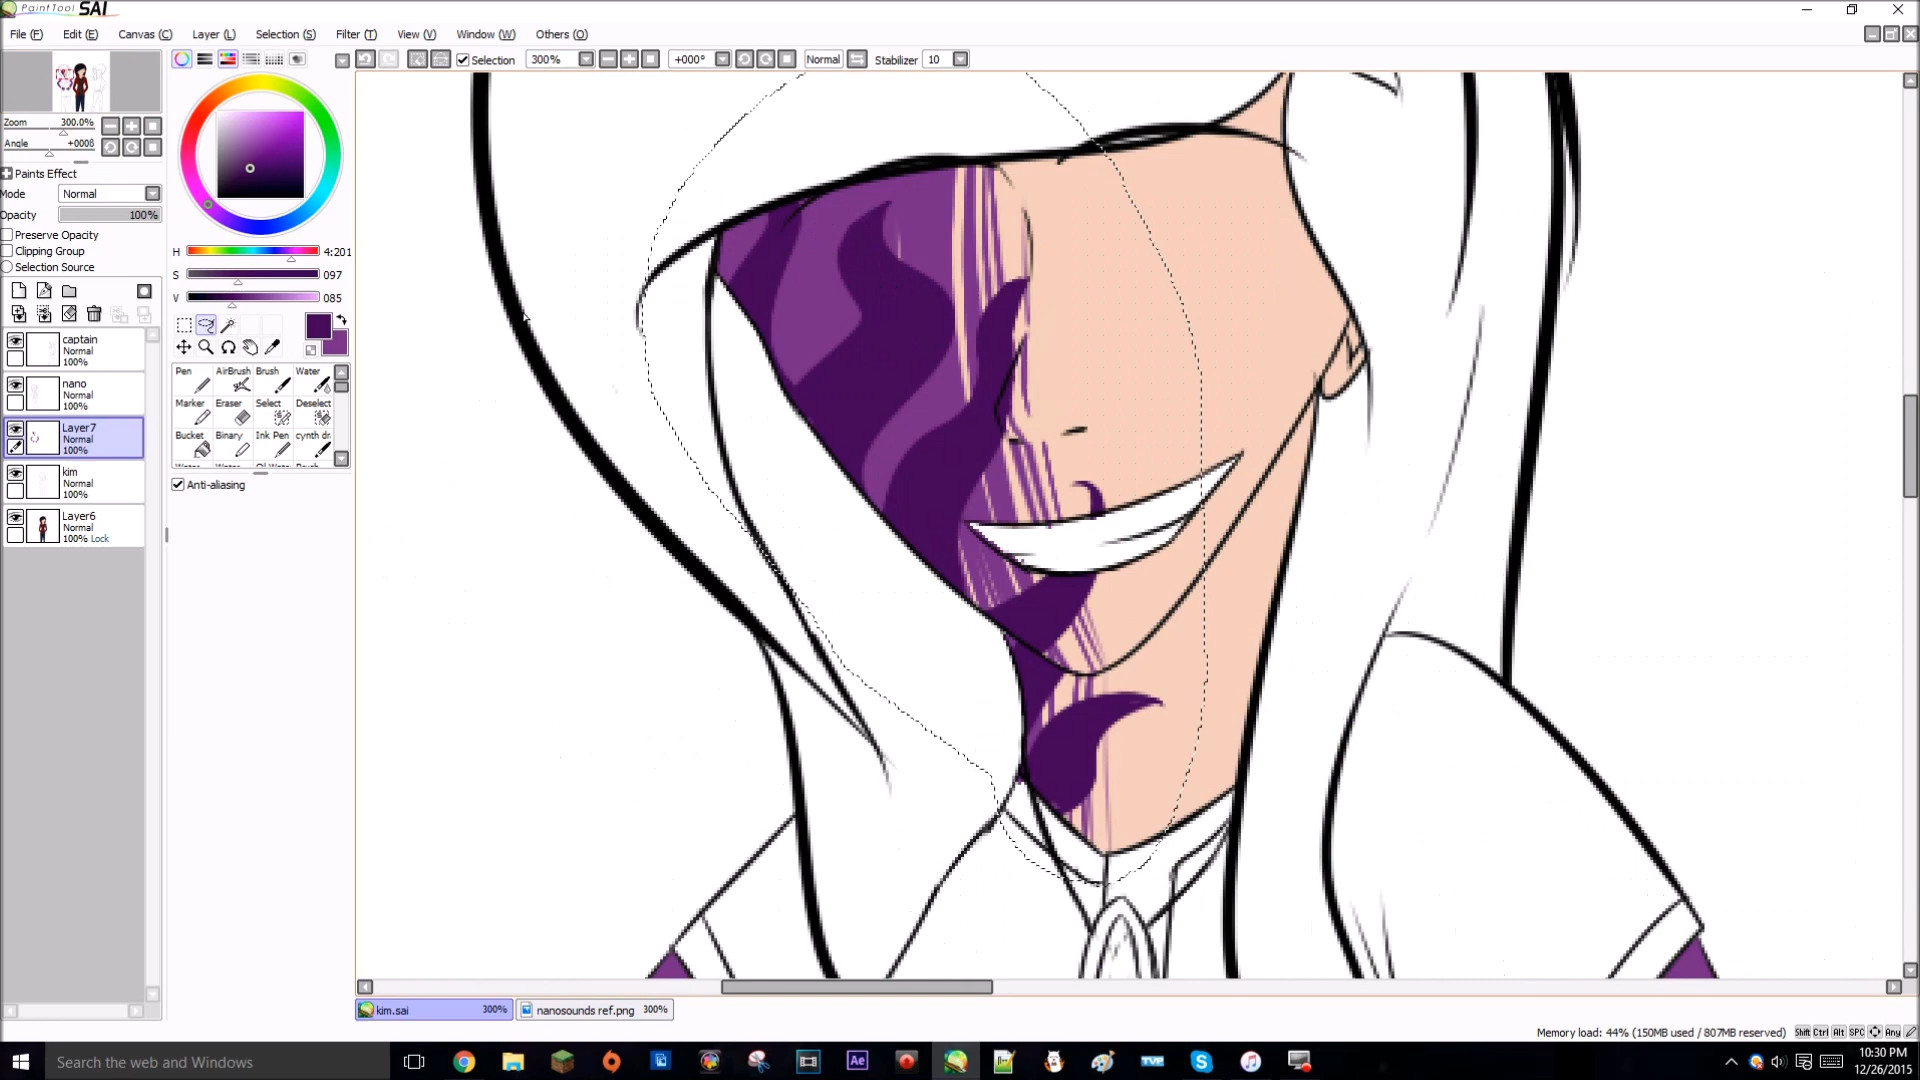 PaintTool SAI
File (F) Edit (E) Canvas (C) Layer (L) Selection (S) Filter (T) View (V) Window (W) Others (O)
Selection 300% +000° Normal Stabilizer 10
Zoom 300.0%
Angle +000ß
Paints Effect
Mode Normal
Opacity 100%
Preserve Opacity
Clipping Group
Selection Source
captain
Normal
100%
nano
Normal
100%
Layer7
Normal
100%
kim
Normal
100%
Layer6
Normal
100% Lock
H 4:201
S 097
V 085
Pen AirBrush Brush Water
Marker Eraser Select Deselect
Bucket Binary Ink Pen cynth dr
Anti-aliasing
kim.sai 300% nanosounds ref.png 300%
Memory load: 44% (150MB used / 807MB reserved) Shift Ctrl Alt SPC Any
Search the web and Windows
Ae
TVP
10:30 PM
12/26/2015